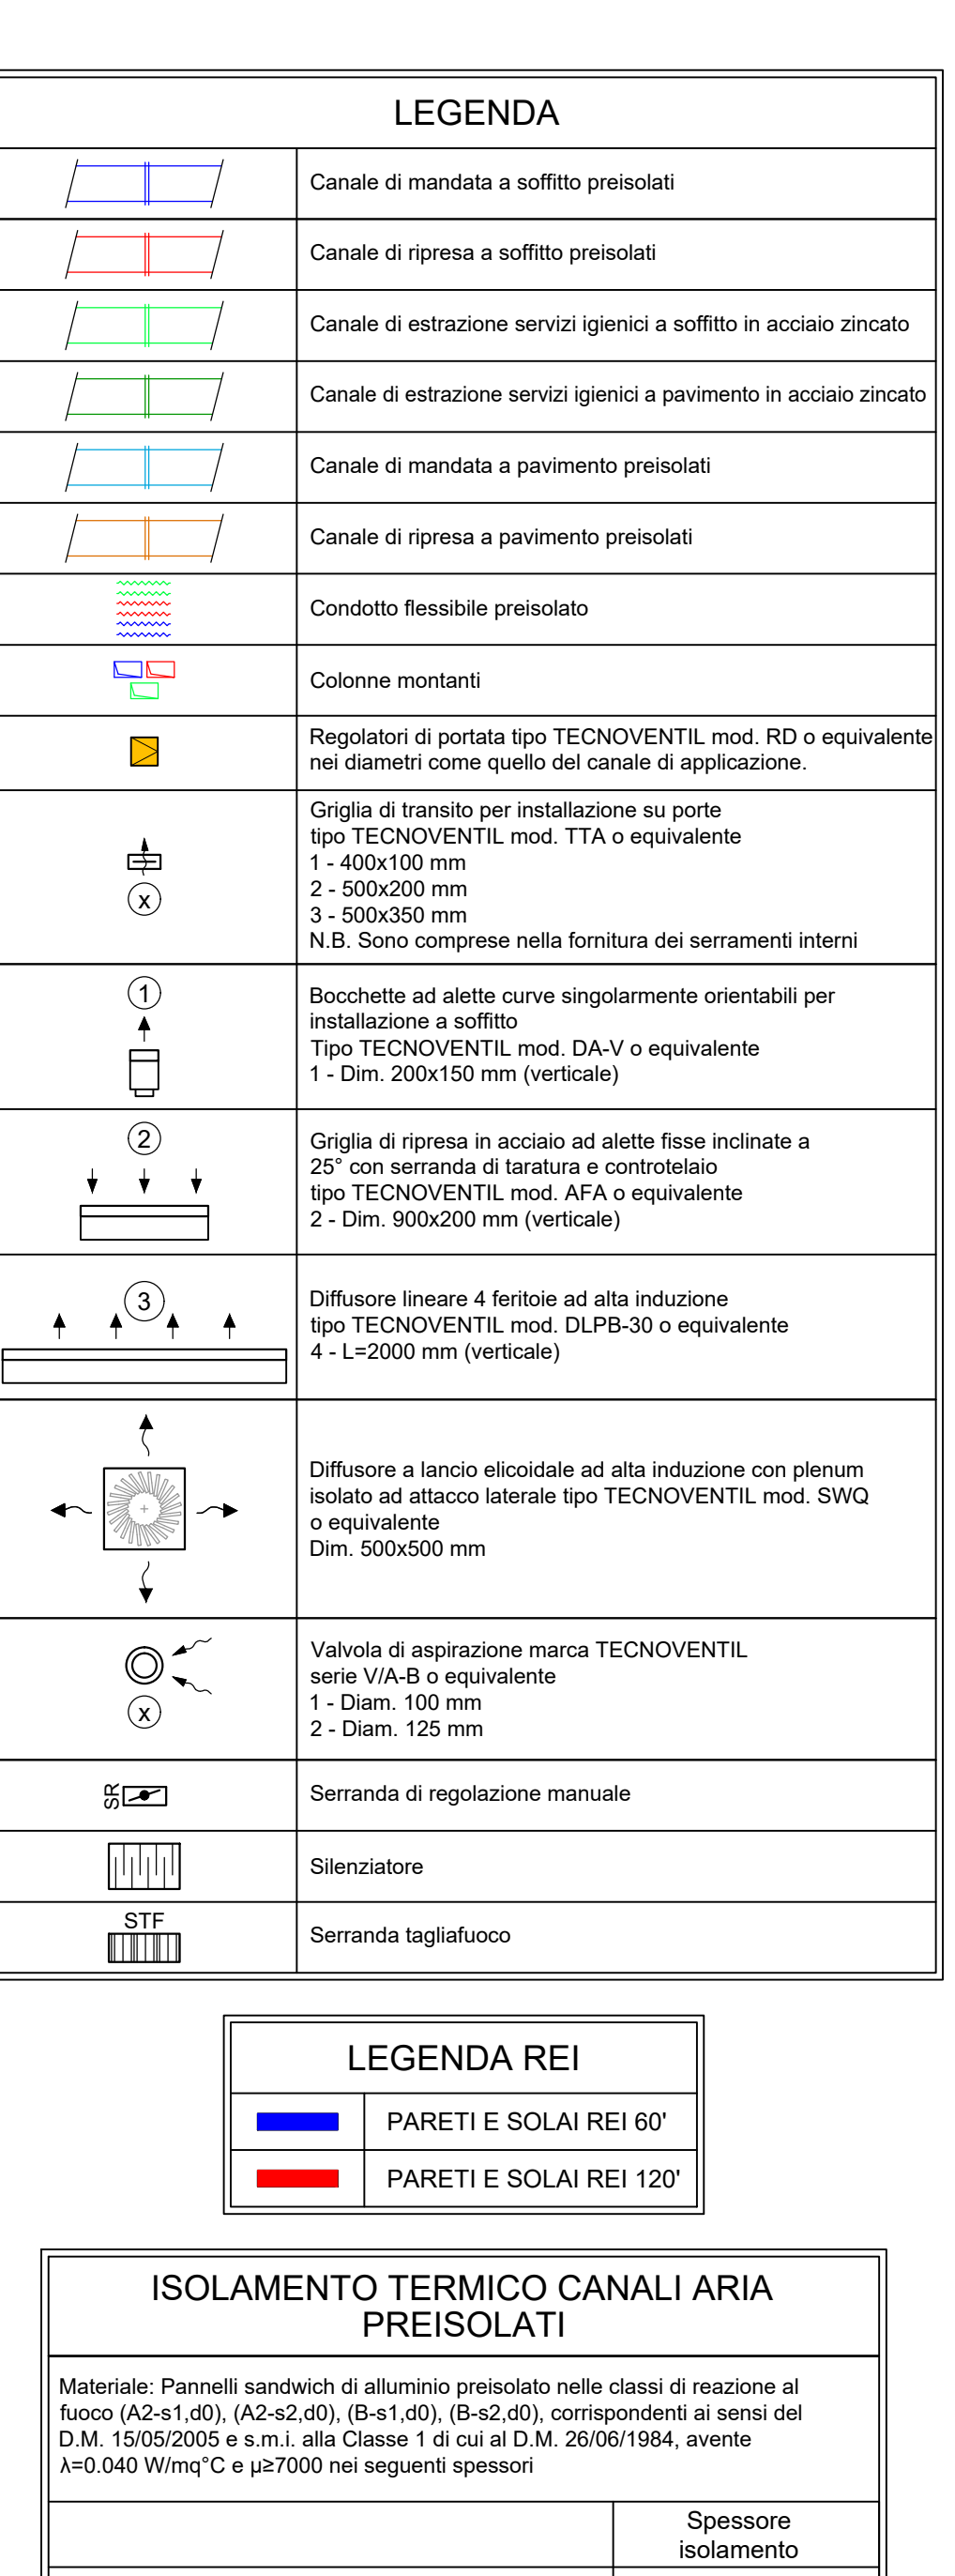 LEGENDA
Canale di mandata a soffitto preisolati
Canale di ripresa a soffitto preisolati
Canale di estrazione servizi igienici a soffitto in acciaio zincato
Canale di estrazione servizi igienici a pavimento in acciaio zincato
Canale di mandata a pavimento preisolati
Canale di ripresa a pavimento preisolati
Condotto flessibile preisolato
Colonne montanti
Regolatori di portata tipo TECNOVENTIL mod. RD o equivalente
nei diametri come quello del canale di applicazione.
x
Griglia di transito per installazione su porte
tipo TECNOVENTIL mod. TTA o equivalente
1 - 400x100 mm
2 - 500x200 mm
3 - 500x350 mm
N.B. Sono comprese nella fornitura dei serramenti interni
1
Bocchette ad alette curve singolarmente orientabili per
installazione a soffitto
Tipo TECNOVENTIL mod. DA-V o equivalente
1 - Dim. 200x150 mm (verticale)
2
Griglia di ripresa in acciaio ad alette fisse inclinate a
25° con serranda di taratura e controtelaio
tipo TECNOVENTIL mod. AFA o equivalente
2 - Dim. 900x200 mm (verticale)
3
Diffusore lineare 4 feritoie ad alta induzione
tipo TECNOVENTIL mod. DLPB-30 o equivalente
4 - L=2000 mm (verticale)
Diffusore a lancio elicoidale ad alta induzione con plenum
isolato ad attacco laterale tipo TECNOVENTIL mod. SWQ
o equivalente
Dim. 500x500 mm
x
Valvola di aspirazione marca TECNOVENTIL
serie V/A-B o equivalente
1 - Diam. 100 mm
2 - Diam. 125 mm
SR
Serranda di regolazione manuale
Silenziatore
STF
Serranda tagliafuoco
LEGENDA REI
PARETI E SOLAI REI 60'
PARETI E SOLAI REI 120'
ISOLAMENTO TERMICO CANALI ARIA
PREISOLATI
Materiale: Pannelli sandwich di alluminio preisolato nelle classi di reazione al
fuoco (A2-s1,d0), (A2-s2,d0), (B-s1,d0), (B-s2,d0), corrispondenti ai sensi del
D.M. 15/05/2005 e s.m.i. alla Classe 1 di cui al D.M. 26/06/1984, avente
λ=0.040 W/mq°C e µ≥7000 nei seguenti spessori
Spessore
isolamento